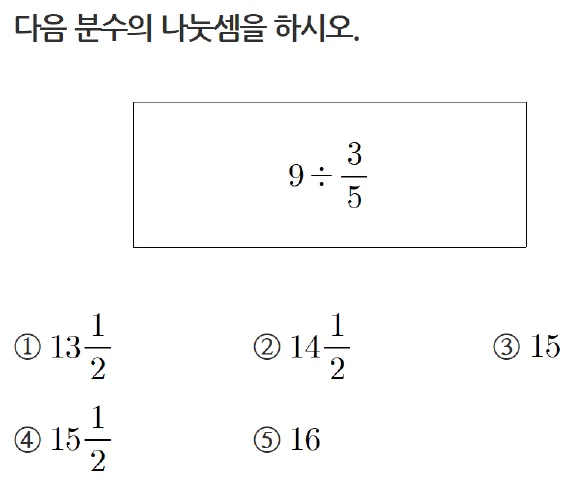 다음 분수의 나눗셈을 하시오.
9 ÷ 3/5
① 13 1/2 ② 14 1/2 ③ 15
④ 15 1/2 ⑤ 16